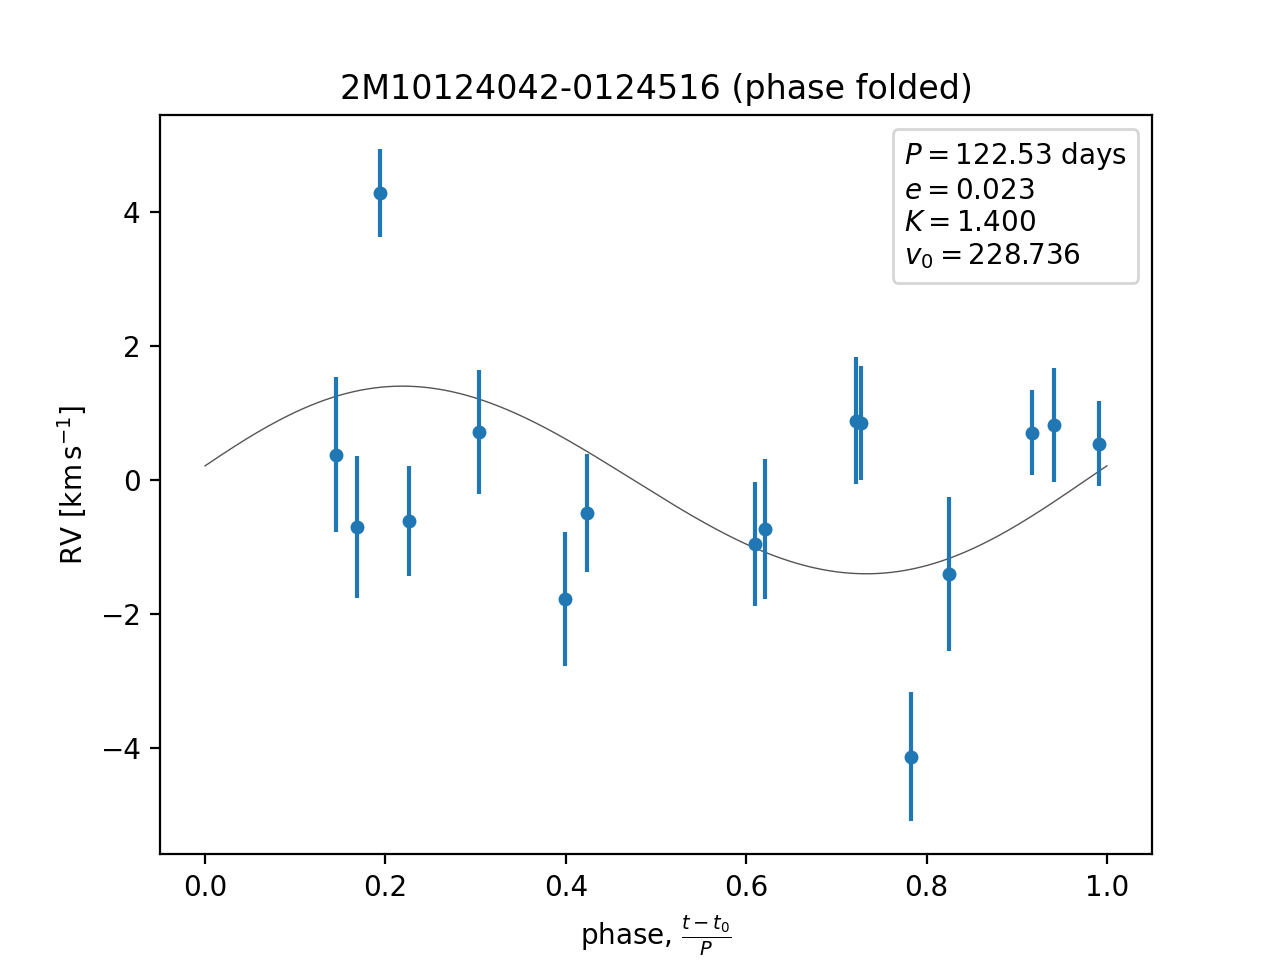 2M10124042-0124516 (phase folded)
P = 122.53 days
e = 0.023
K = 1.400
v₀ = 228.736
4
2
0
−2
−4
RV [km s⁻¹]
0.0 0.2 0.4 0.6 0.8 1.0
phase, (t − t₀)/P